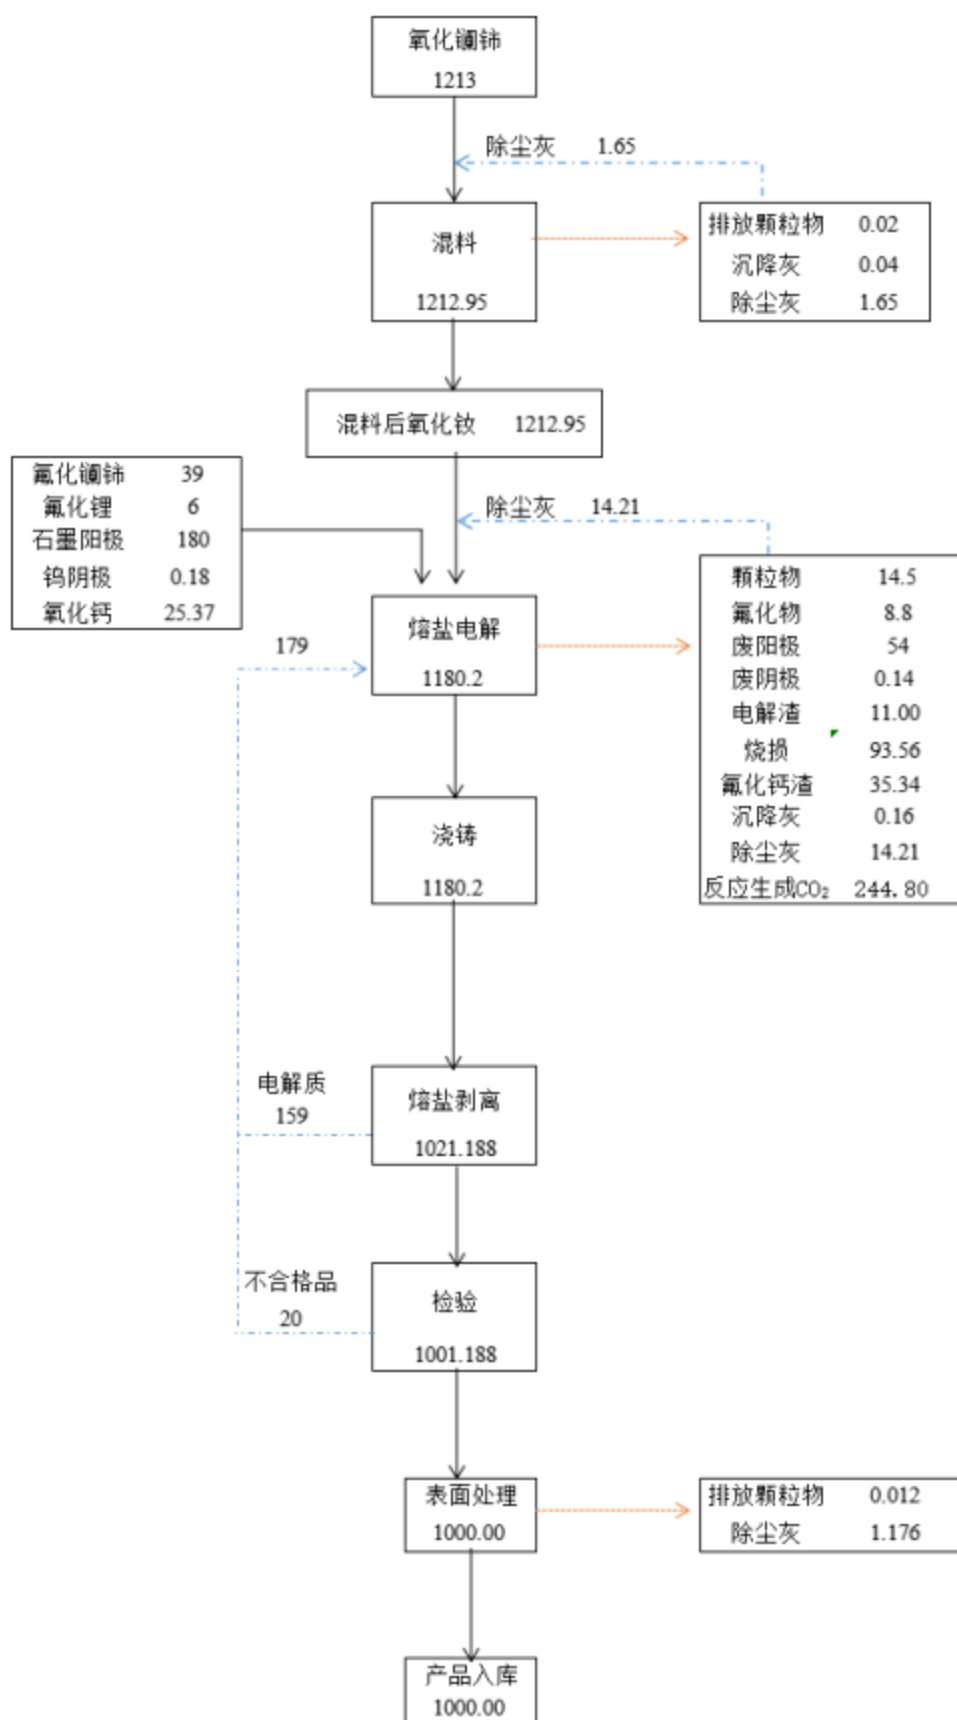 氧化镧铈
1213
除尘灰 1.65
混料
1212.95
排放颗粒物 0.02
沉降灰 0.04
除尘灰 1.65
混料后氧化钕 1212.95
氟化镧铈 39
氟化锂 6
石墨阳极 180
钨阴极 0.18
氧化钙 25.37
除尘灰 14.21
熔盐电解
1180.2
179
颗粒物 14.5
氟化物 8.8
废阳极 54
废阴极 0.14
电解渣 11.00
烧损 93.56
氟化钙渣 35.34
沉降灰 0.16
除尘灰 14.21
反应生成CO₂ 244.80
浇铸
1180.2
电解质
159
熔盐剥离
1021.188
不合格品
20
检验
1001.188
表面处理
1000.00
排放颗粒物 0.012
除尘灰 1.176
产品入库
1000.00